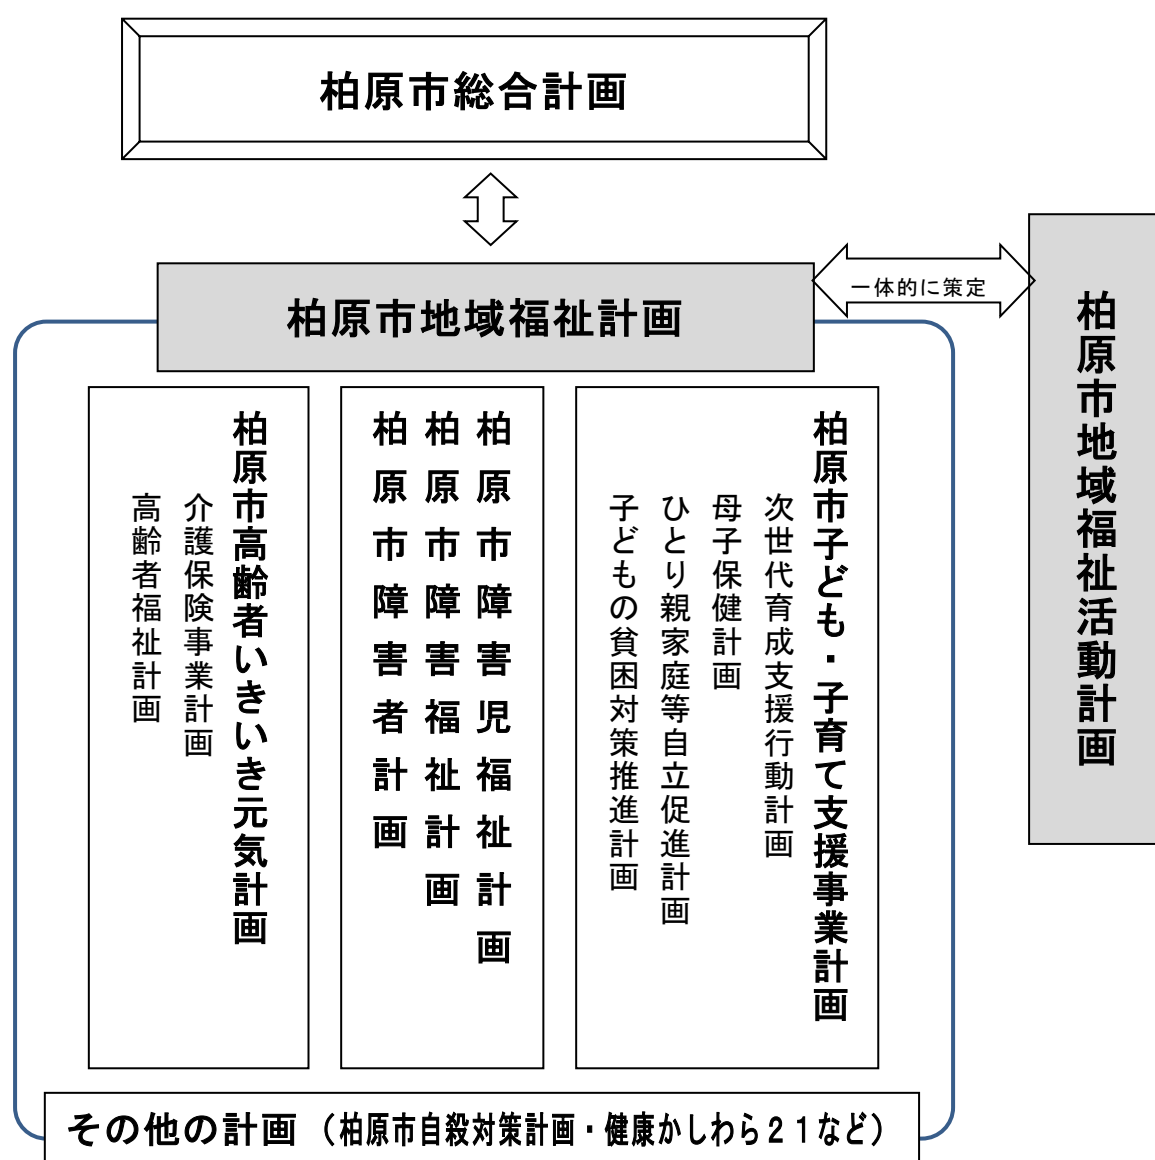 柏原市総合計画
一体的に策定
柏原市地域福祉計画
柏原市地域福祉活動計画
柏原市子ども・子育て支援事業計画
次世代育成支援行動計画
母子保健計画
ひとり親家庭等自立促進計画
子どもの貧困対策推進計画
柏原市障害児福祉計画
柏原市障害福祉計画
柏原市障害者計画
柏原市高齢者いきいき元気計画
介護保険事業計画
高齢者福祉計画
その他の計画（柏原市自殺対策計画・健康かしわら２１など）